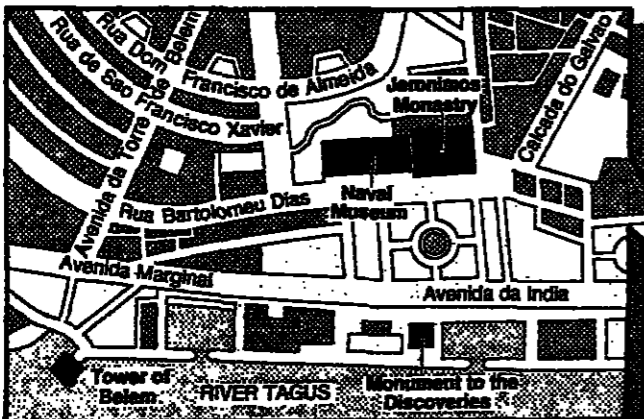 Rua Dom Francisco de Almeida
Rua de Sao Francisco Xavier
Avenida da Torre de Belem
Jeronimos
Monastry
Calcada do Galvao
Rua Bartolomeu Dias
Naval
Museum
Avenida Marginal
Avenida da India
Tower of
Belem
RIVER TAGUS
Monument to the
Discoveries